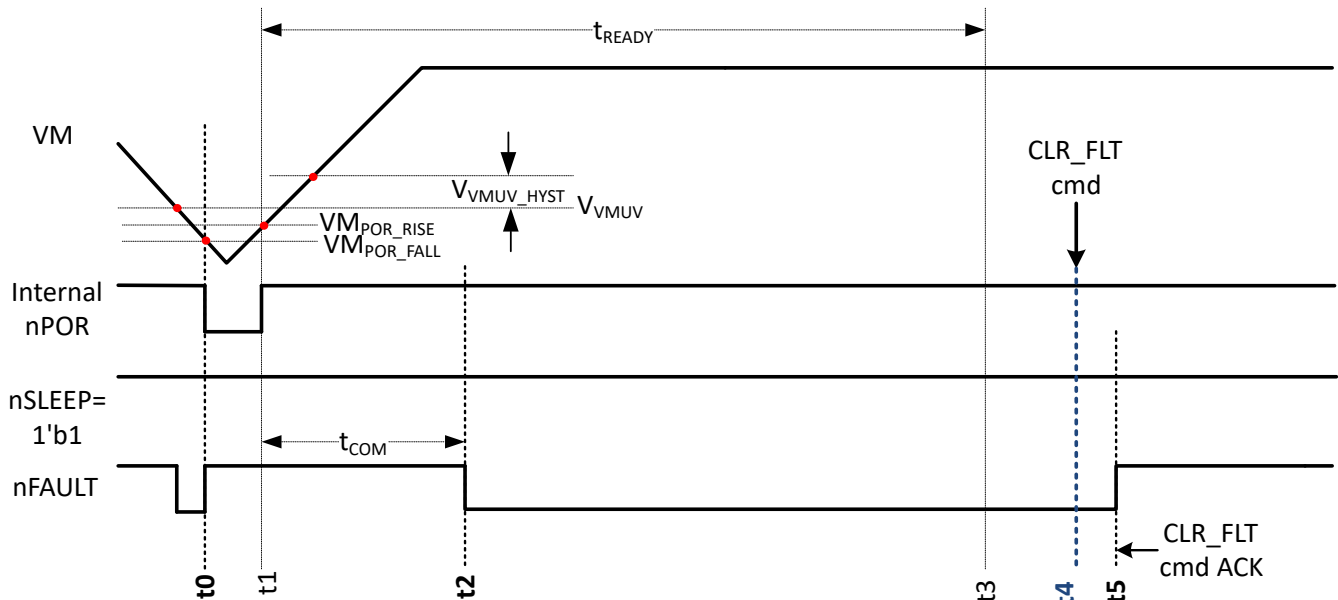 tREADY
VM
CLR_FLT
cmd
VVMUV_HYST
VVMUV
VMPOR_RISE
VMPOR_FALL
Internal
nPOR
nSLEEP=
1'b1
tCOM
nFAULT
CLR_FLT
cmd ACK
t0
t1
t2
t3
t4
t5